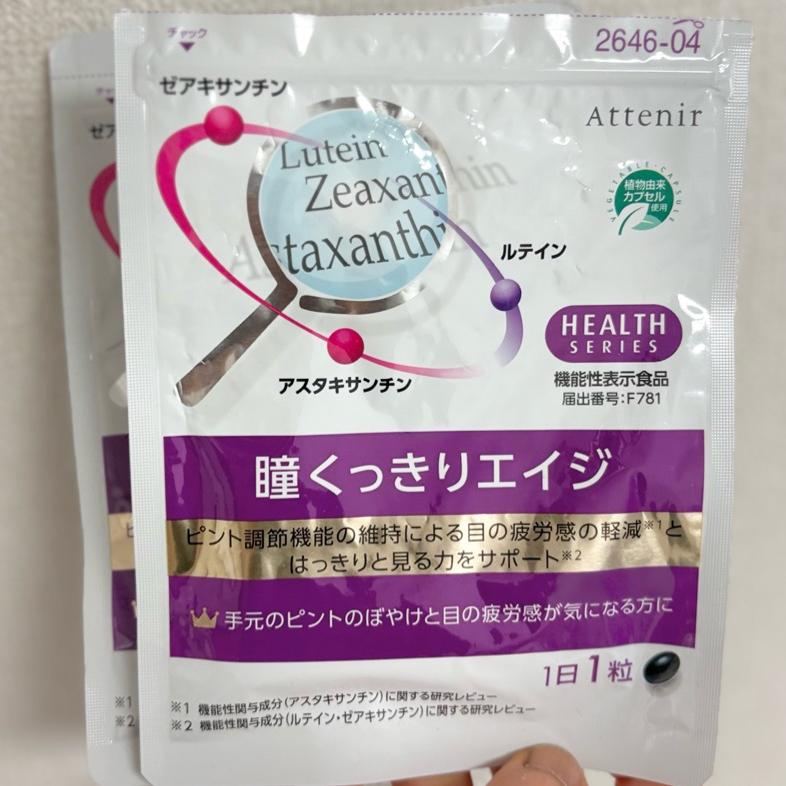 チャック
2646-04
ゼアキサンチン
Attenir
Lutein
Zeaxanthin
Astaxanthin
VEGETABLE・CAPSULE
植物由来
カプセル
使用
ルテイン
アスタキサンチン
HEALTH
SERIES
機能性表示食品
届出番号:F781
瞳くっきりエイジ
ピント調節機能の維持による目の疲労感の軽減※1と
はっきりと見る力をサポート※2
手元のピントのぼやけと目の疲労感が気になる方に
1日1粒
※1 機能性関与成分(アスタキサンチン)に関する研究レビュー
※2 機能性関与成分(ルテイン・ゼアキサンチン)に関する研究レビュー
ゼア
※1
※2